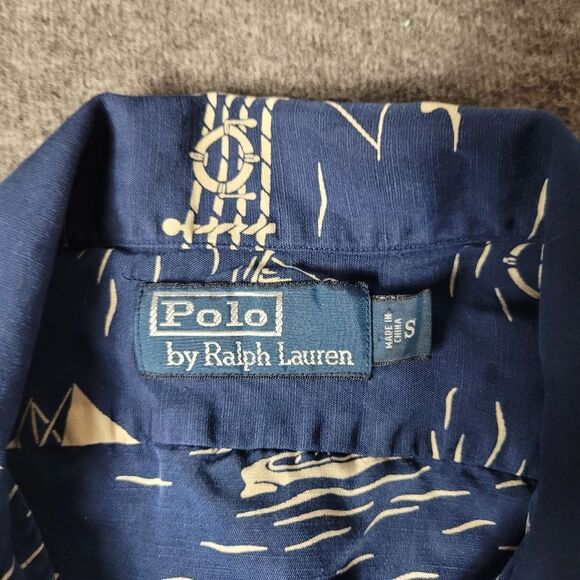 Polo
by Ralph Lauren
MADE IN
CHINA
S